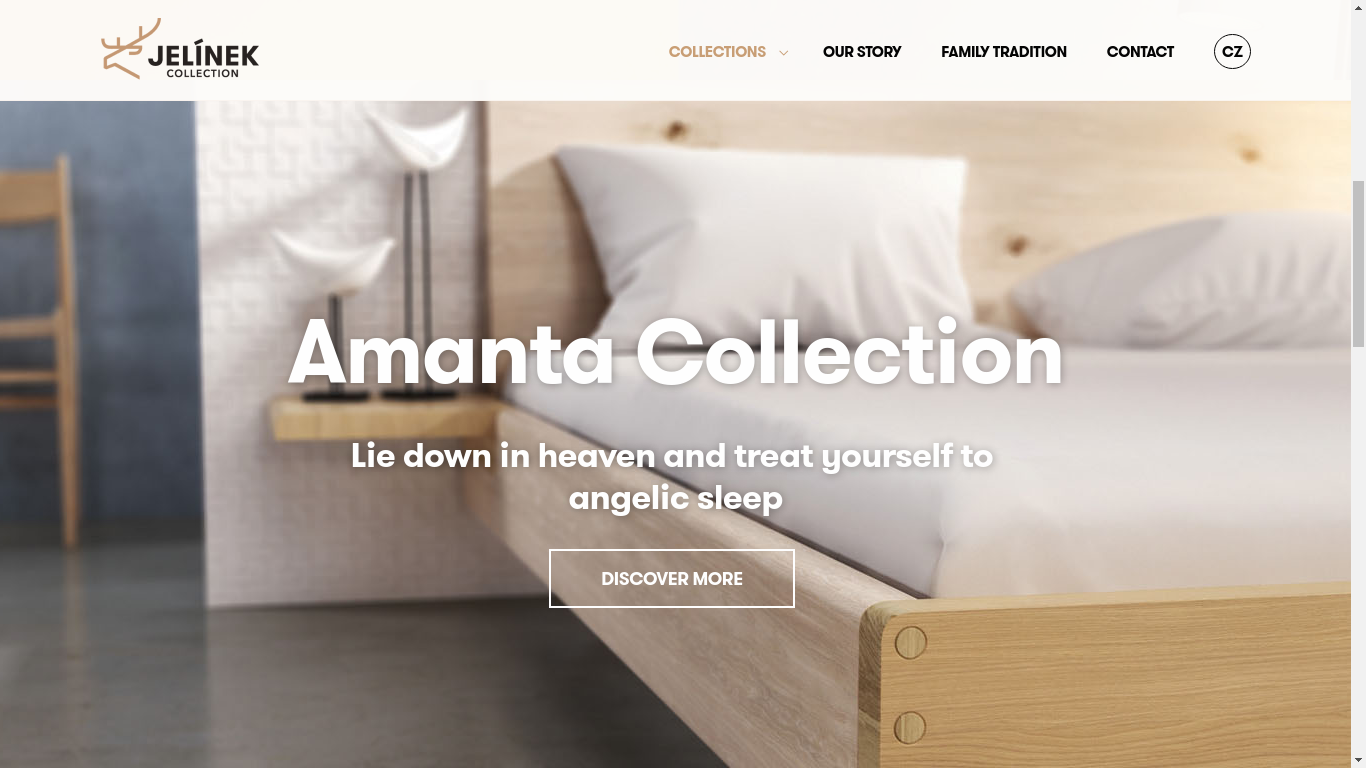 JELÍNEK
COLLECTION
COLLECTIONS
OUR STORY
FAMILY TRADITION
CONTACT
CZ
Amanta Collection
Lie down in heaven and treat yourself to
angelic sleep
DISCOVER MORE